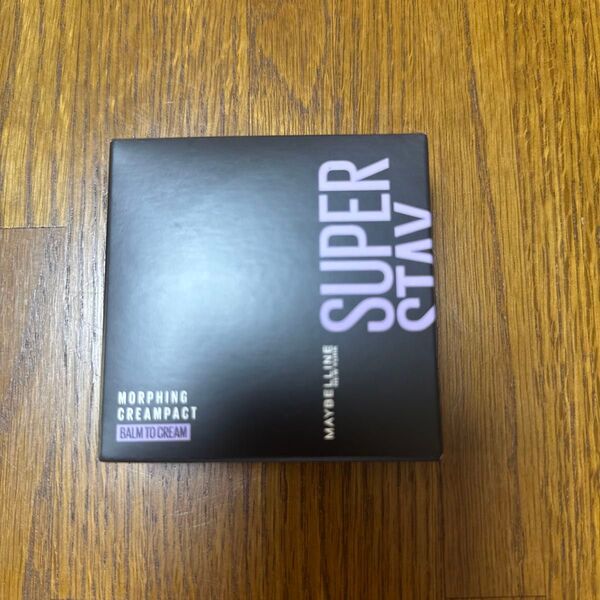 SUPER
STAY
MAYBELLINE
NEW YORK
MORPHING
CREAMPACT
BALM TO CREAM